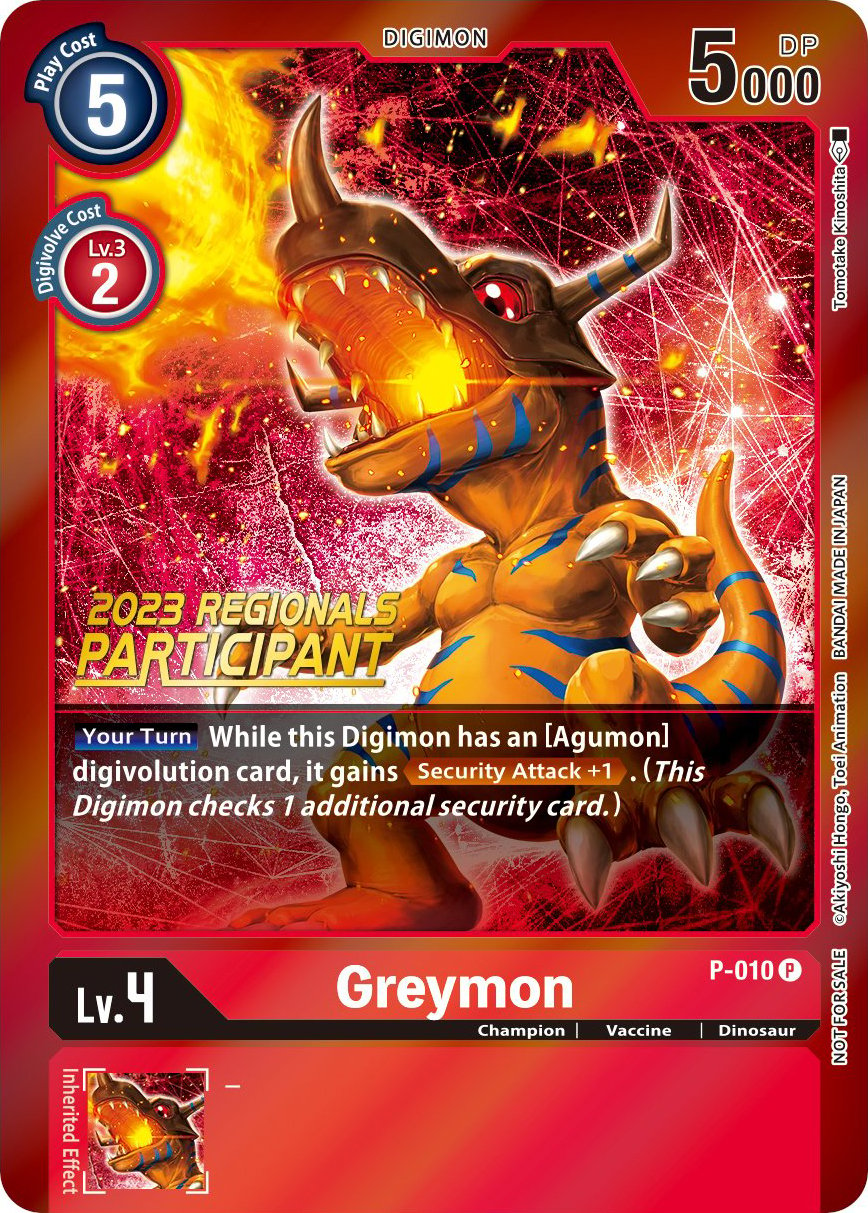 DIGIMON
Play Cost
5
DP
5000
Digivolve Cost
Lv.3
2
Tomotake Kinoshita
2023 REGIONALS
PARTICIPANT
Your Turn While this Digimon has an [Agumon]
digivolution card, it gains Security Attack +1 . (This
Digimon checks 1 additional security card.)
©Akiyoshi Hongo, Toei Animation BANDAI MADE IN JAPAN
NOT FOR SALE
Lv.4
Greymon
P-010 P
Champion | Vaccine | Dinosaur
Inherited Effect
–